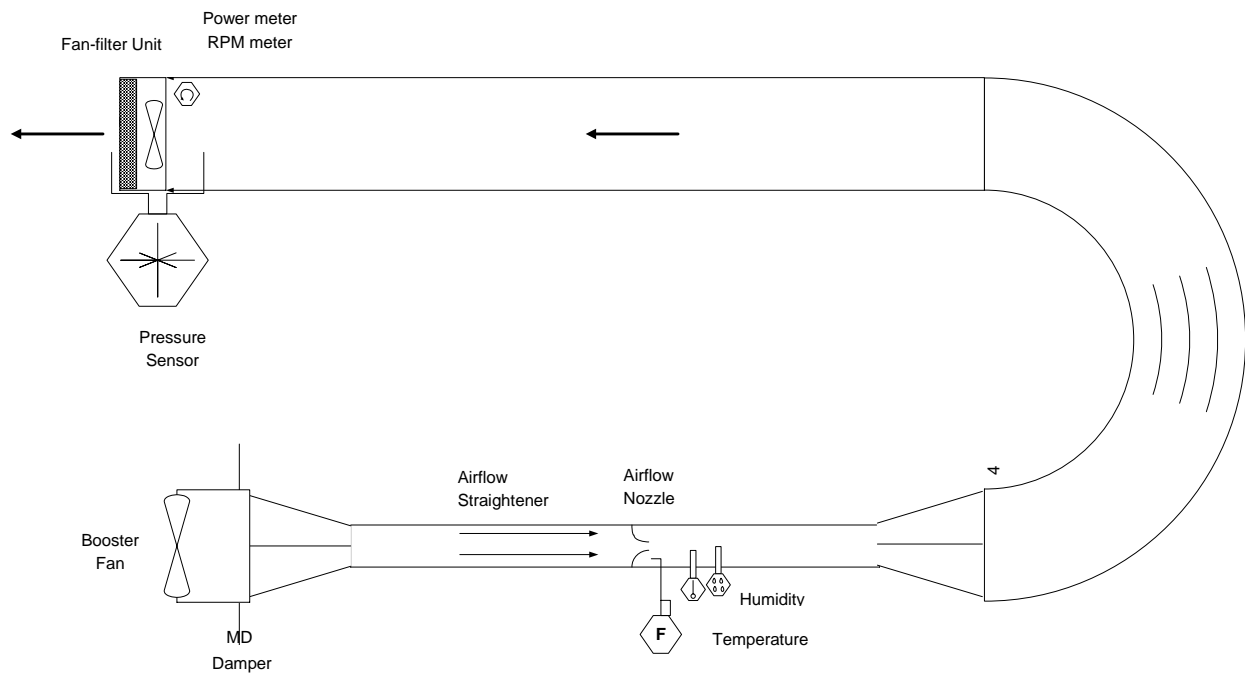 Power meter
RPM meter
Fan-filter Unit
Pressure
Sensor
4
Airflow
Straightener
Airflow
Nozzle
Booster
Fan
Humidity
F
Temperature
MD
Damper